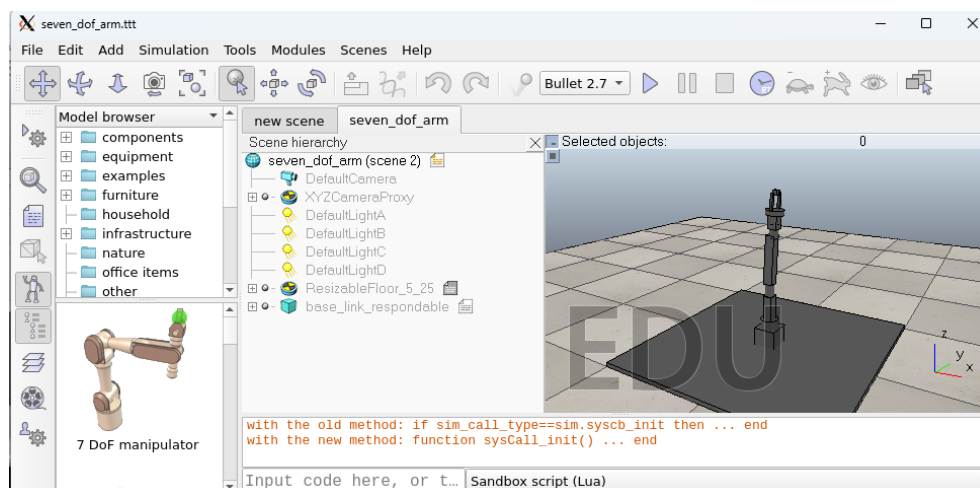 seven_dof_arm.ttt
File Edit Add Simulation Tools Modules Scenes Help
Bullet 2.7
RT
Model browser
components
equipment
examples
furniture
household
infrastructure
nature
office items
other
7 DoF manipulator
new scene seven_dof_arm
Scene hierarchy
seven_dof_arm (scene 2)
DefaultCamera
XYZCameraProxy
DefaultLightA
DefaultLightB
DefaultLightC
DefaultLightD
ResizableFloor_5_25
base_link_respondable
Selected objects: 0
EDU
z
y
x
with the old method: if sim_call_type==sim.syscb_init then ... end
with the new method: function sysCall_init() ... end
Input code here, or t... Sandbox script (Lua)